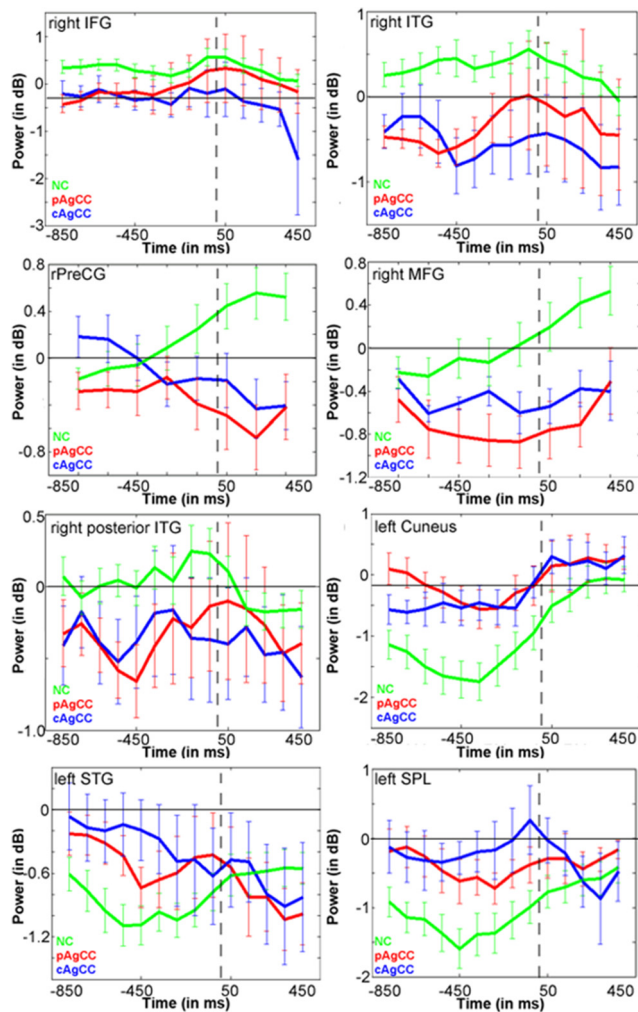 right IFG
Power (in dB)
1
0
-1
-2
-3
NC
pAgCC
cAgCC
-850 -450 50 450
Time (in ms)
right ITG
Power (in dB)
1
0
-1
NC
pAgCC
cAgCC
-850 -450 50 450
Time (in ms)
rPreCG
Power (in dB)
0.4
0
-0.8
NC
pAgCC
cAgCC
-850 -450 50 450
Time (in ms)
right MFG
Power (in dB)
0.4
0
-0.4
-0.8
-1.2
NC
pAgCC
cAgCC
-850 -450 50 450
Time (in ms)
right posterior ITG
Power (in dB)
0.5
0
-1.0
NC
pAgCC
cAgCC
-850 -450 50 450
Time (in ms)
left Cuneus
Power (in dB)
1
0
-1
-2
NC
pAgCC
cAgCC
-850 -450 50 450
Time (in ms)
left STG
Power (in dB)
0
-0.6
-1.2
NC
pAgCC
cAgCC
-850 -450 50 450
Time (in ms)
left SPL
Power (in dB)
1
0
-1
-2
NC
pAgCC
cAgCC
-850 -450 50 450
Time (in ms)